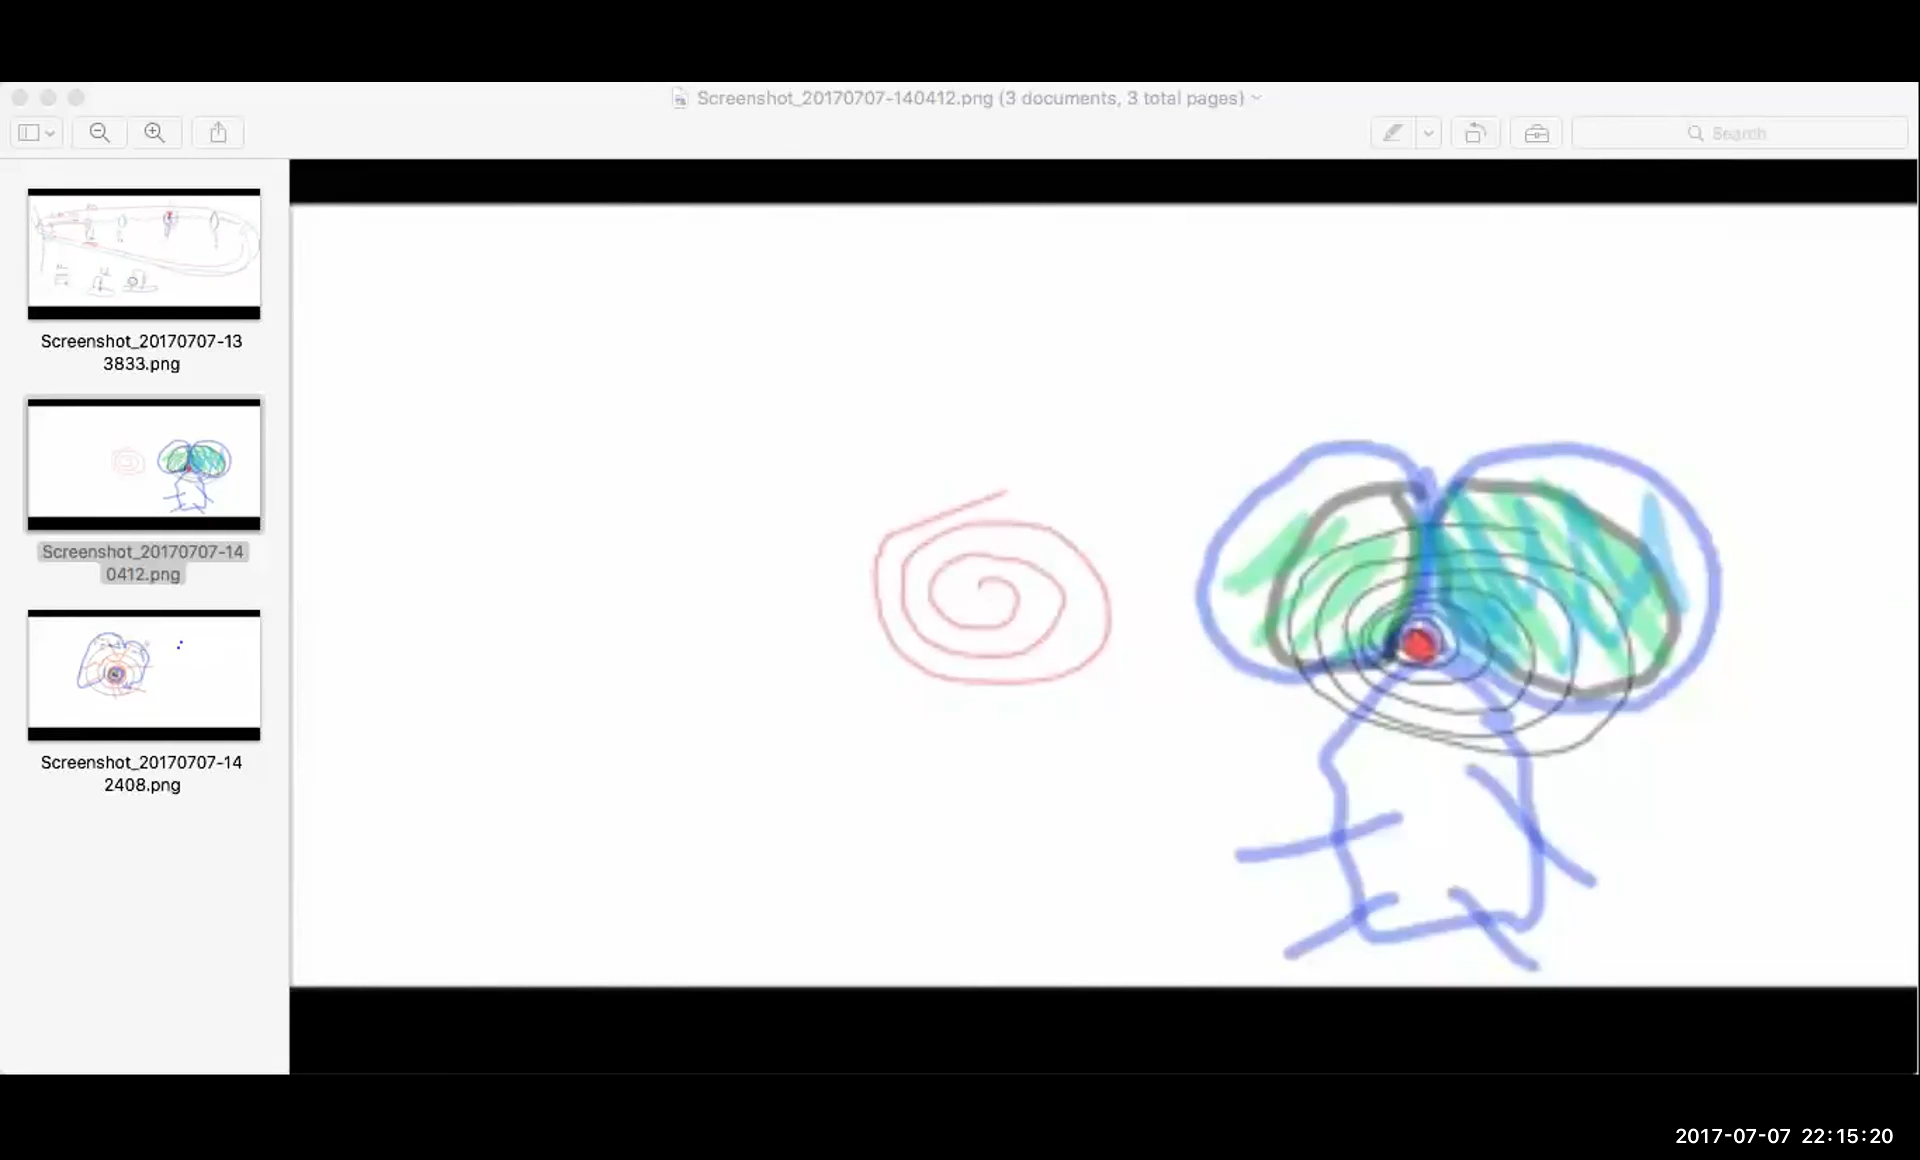 Screenshot_20170707-140412.png (3 documents, 3 total pages)
Search
Screenshot_20170707-13
3833.png
Screenshot_20170707-14
0412.png
Screenshot_20170707-14
2408.png
2017-07-07 22:15:20